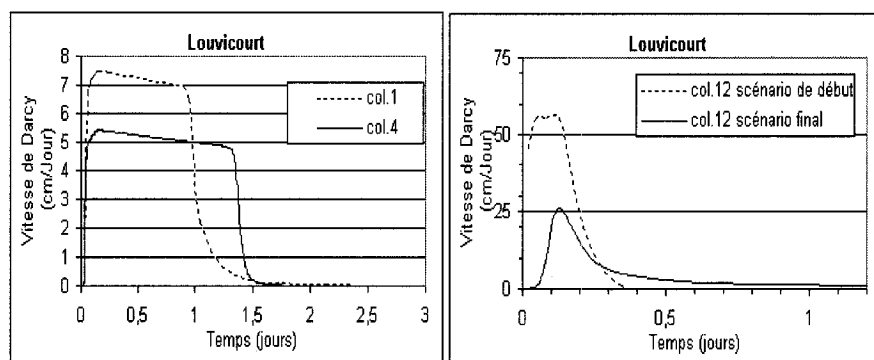 Louvicourt
Vitesse de Darcy
(cm/Jour)
8
7
6
5
4
3
2
1
0
col.1
col.4
0
0,5
1
1,5
2
2,5
3
Temps (jours)
Louvicourt
Vitesse de Darcy
(cm/Jour)
75
50
25
0
col.12 scénario de début
col.12 scénario final
0
0,5
1
Temps (jours)